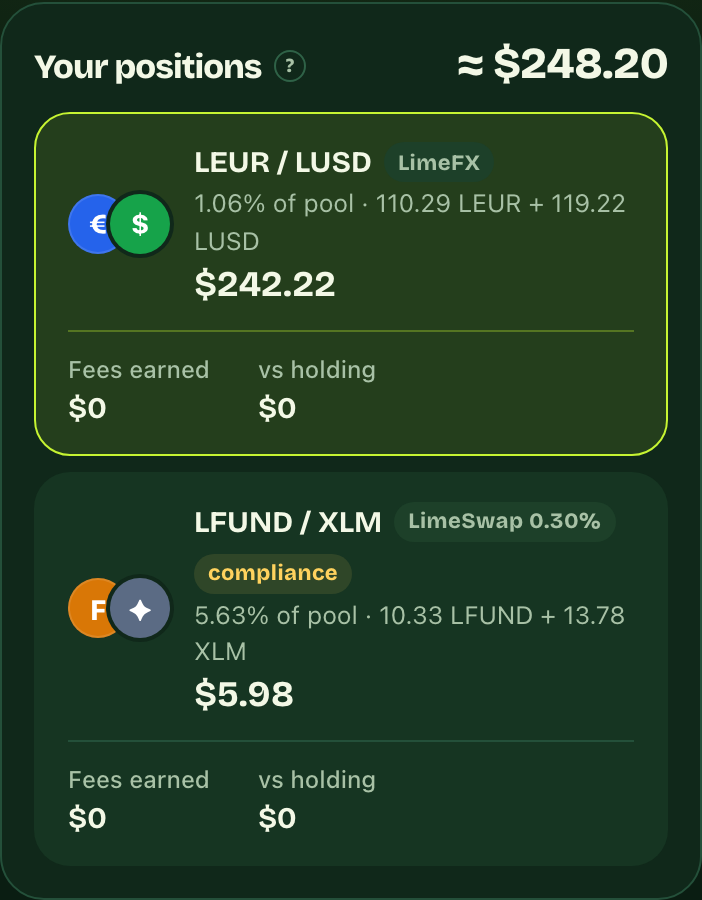 Your positions ? ≈ $248.20
LEUR / LUSD LimeFX
1.06% of pool · 110.29 LEUR + 119.22
LUSD
€ $
$242.22
Fees earned vs holding
$0 $0
LFUND / XLM LimeSwap 0.30%
compliance
5.63% of pool · 10.33 LFUND + 13.78
F
XLM
$5.98
Fees earned vs holding
$0 $0